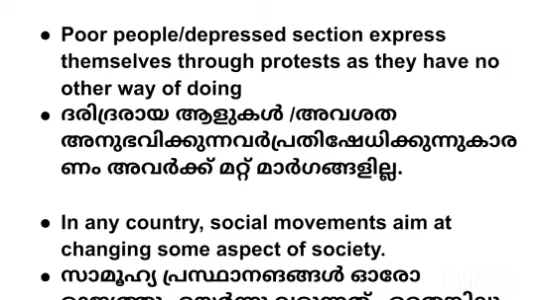 ● Poor people/depressed section express
themselves through protests as they have no
other way of doing
● ദരിദ്രരായ ആളുകൾ /അവശത
അനുഭവിക്കുന്നവർപ്രതിഷേധിക്കുന്നുകാര
ണം അവർക്ക് മറ്റ് മാർഗങ്ങളില്ല.
● In any country, social movements aim at
changing some aspect of society.
● സാമൂഹ്യ പ്രസ്ഥാനങങ്ങൾ ഓരോ